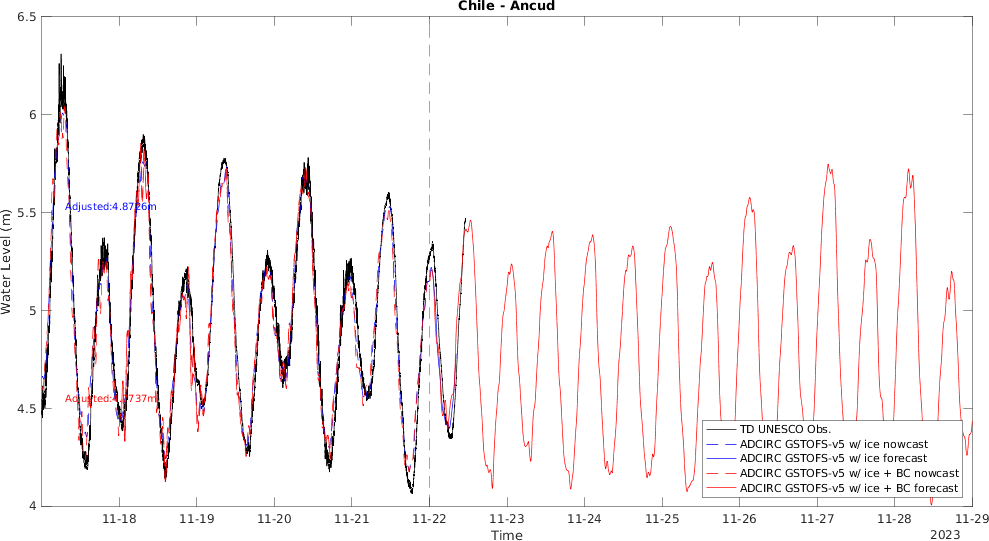 Chile - Ancud
6.5
6
5.5
5
4.5
4
Water Level (m)
Adjusted:4.8726m
TD UNESCO Obs.
ADCIRC GSTOFS-v5 w/ ice nowcast
ADCIRC GSTOFS-v5 w/ ice forecast
ADCIRC GSTOFS-v5 w/ ice + BC nowcast
ADCIRC GSTOFS-v5 w/ ice + BC forecast
11-18 11-19 11-20 11-21 11-22 11-23 11-24 11-25 11-26 11-27 11-28 11-29
Time
2023